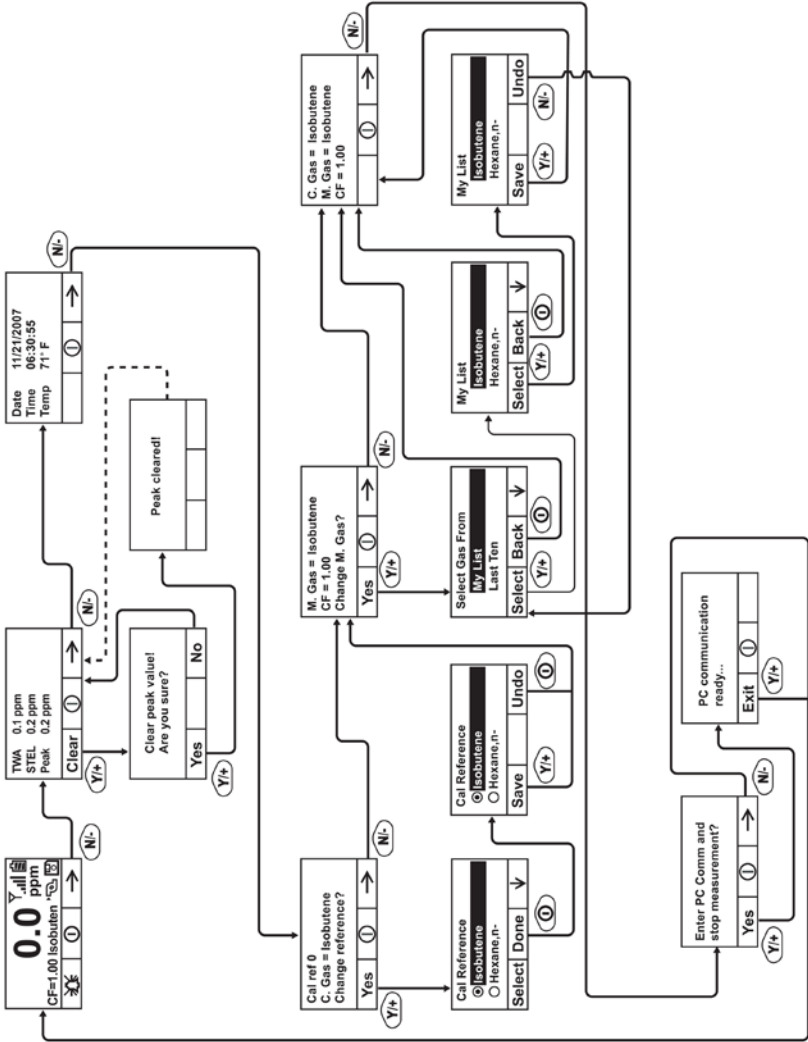 0.0 ppm
CF=1.00 Isobuten
N/-
TWA 0.1 ppm
STEL 0.2 ppm
Peak 0.2 ppm
Clear
Y/+
N/-
Date 11/21/2007
Time 06:30:55
Temp 71° F
N/-
Clear peak value!
Are you sure?
Yes No
Y/+
Peak cleared!
Cal ref 0
C. Gas = Isobutene
Change reference?
Yes
Y/+
N/-
M. Gas = Isobutene
CF = 1.00
Change M. Gas?
Yes
Y/+
N/-
C. Gas = Isobutene
M. Gas = Isobutene
CF = 1.00
N/-
Cal Reference
Isobutene
Hexane,n-
Select Done
Cal Reference
Isobutene
Hexane,n-
Save Undo
Y/+
Select Gas From
My List
Last Ten
Select Back
Y/+
My List
Isobutene
Hexane,n-
Select Back
Y/+
My List
Isobutene
Hexane,n-
Save Undo
Y/+
N/-
Enter PC Comm and
stop measurement?
Yes
Y/+
N/-
PC communication
ready...
Exit
Y/+